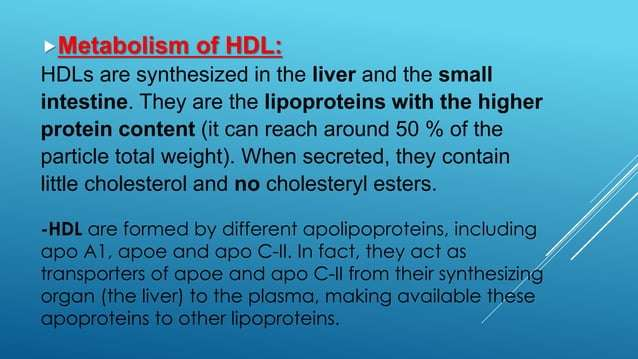 Metabolism of HDL:
HDLs are synthesized in the liver and the small
intestine. They are the lipoproteins with the higher
protein content (it can reach around 50 % of the
particle total weight). When secreted, they contain
little cholesterol and no cholesteryl esters.
-HDL are formed by different apolipoproteins, including
apo A1, apoe and apo C-II. In fact, they act as
transporters of apoe and apo C-II from their synthesizing
organ (the liver) to the plasma, making available these
apoproteins to other lipoproteins.